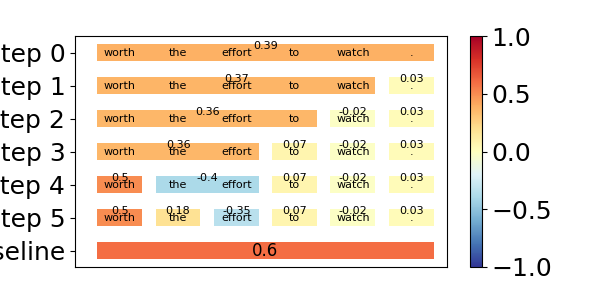 tep 0 worth the effort to watch . 0.39
tep 1 worth the effort to watch 0.37 . 0.03
tep 2 worth the effort to 0.36 watch -0.02 . 0.03
tep 3 worth the effort 0.36 to 0.07 watch -0.02 . 0.03
tep 4 worth 0.5 the effort -0.4 to 0.07 watch -0.02 . 0.03
tep 5 worth 0.5 the 0.18 effort -0.35 to 0.07 watch -0.02 . 0.03
seline 0.6
1.0
0.5
0.0
−0.5
−1.0